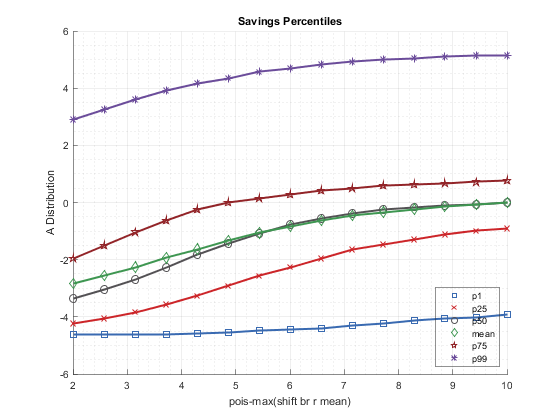 Savings Percentiles
6
4
2
0
-2
-4
-6
A Distribution
2 3 4 5 6 7 8 9 10
pois-max(shift br r mean)
p1
p25
p50
mean
p75
p99